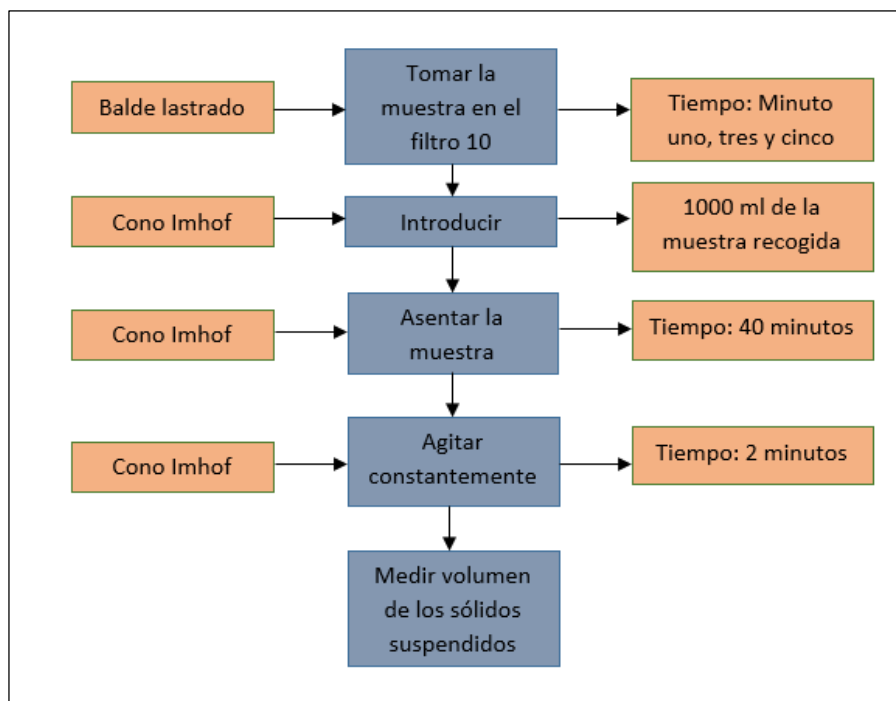 Balde lastrado
Tomar la
muestra en el
filtro 10
Tiempo: Minuto
uno, tres y cinco
Cono Imhof
Introducir
1000 ml de la
muestra recogida
Cono Imhof
Asentar la
muestra
Tiempo: 40 minutos
Cono Imhof
Agitar
constantemente
Tiempo: 2 minutos
Medir volumen
de los sólidos
suspendidos